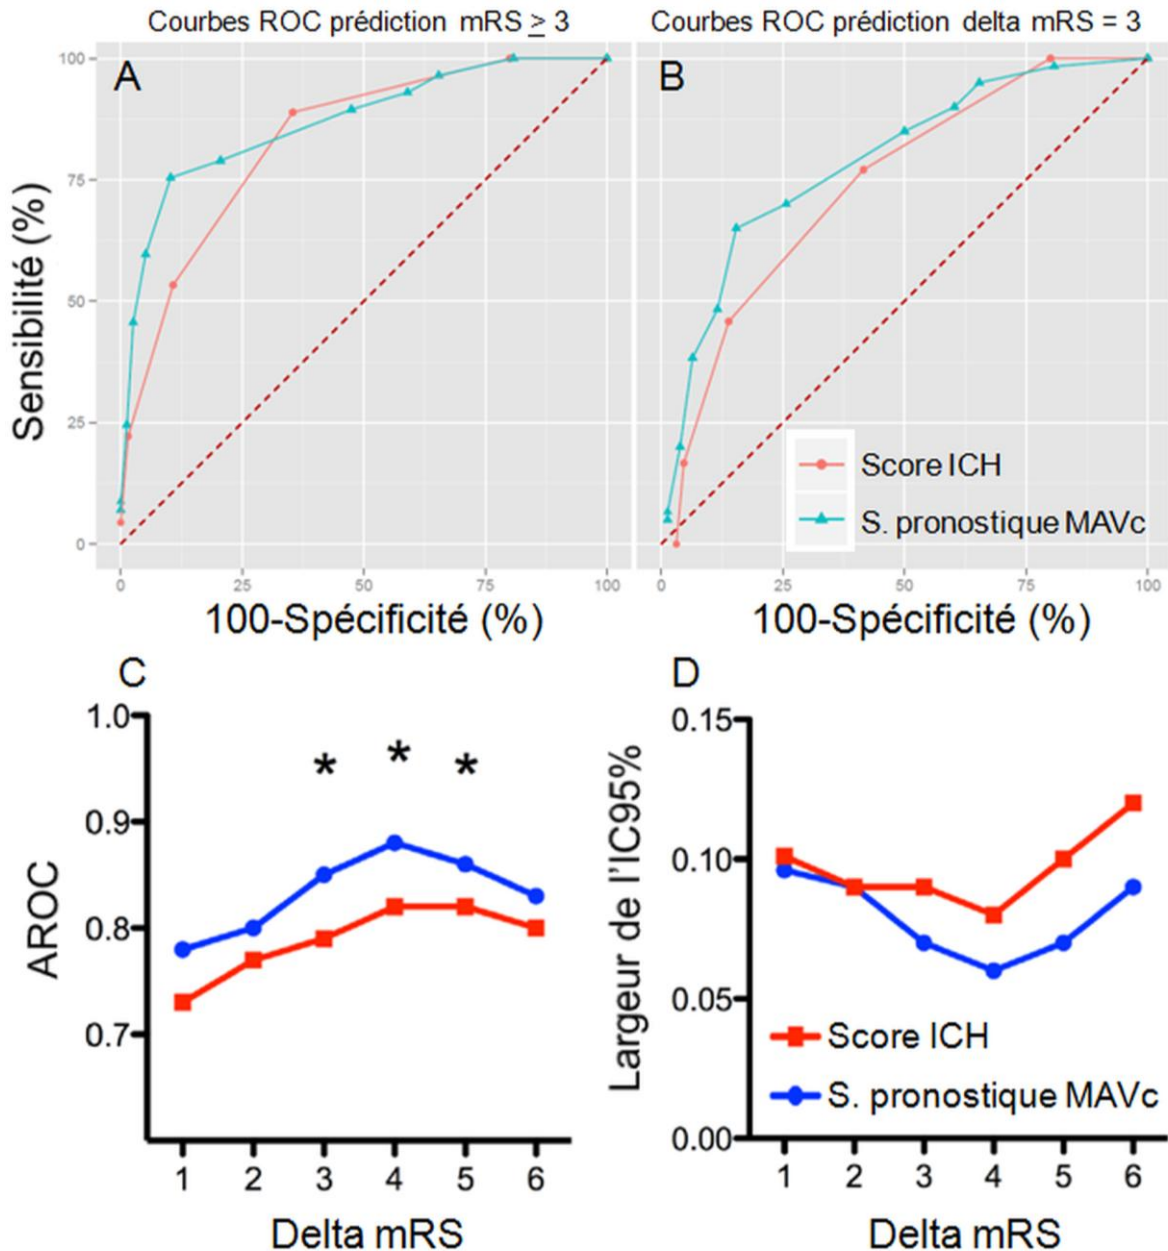 Courbes ROC prédiction mRS ≥ 3
Courbes ROC prédiction delta mRS = 3
A
B
Sensibilité (%)
100
75
50
25
0
0 25 50 75 100
0 25 50 75 100
100-Spécificité (%)
100-Spécificité (%)
Score ICH
S. pronostique MAVc
C
AROC
1.0
0.9
0.8
0.7
* * *
1 2 3 4 5 6
Delta mRS
D
Largeur de l'IC95%
0.15
0.10
0.05
0.00
Score ICH
S. pronostique MAVc
1 2 3 4 5 6
Delta mRS